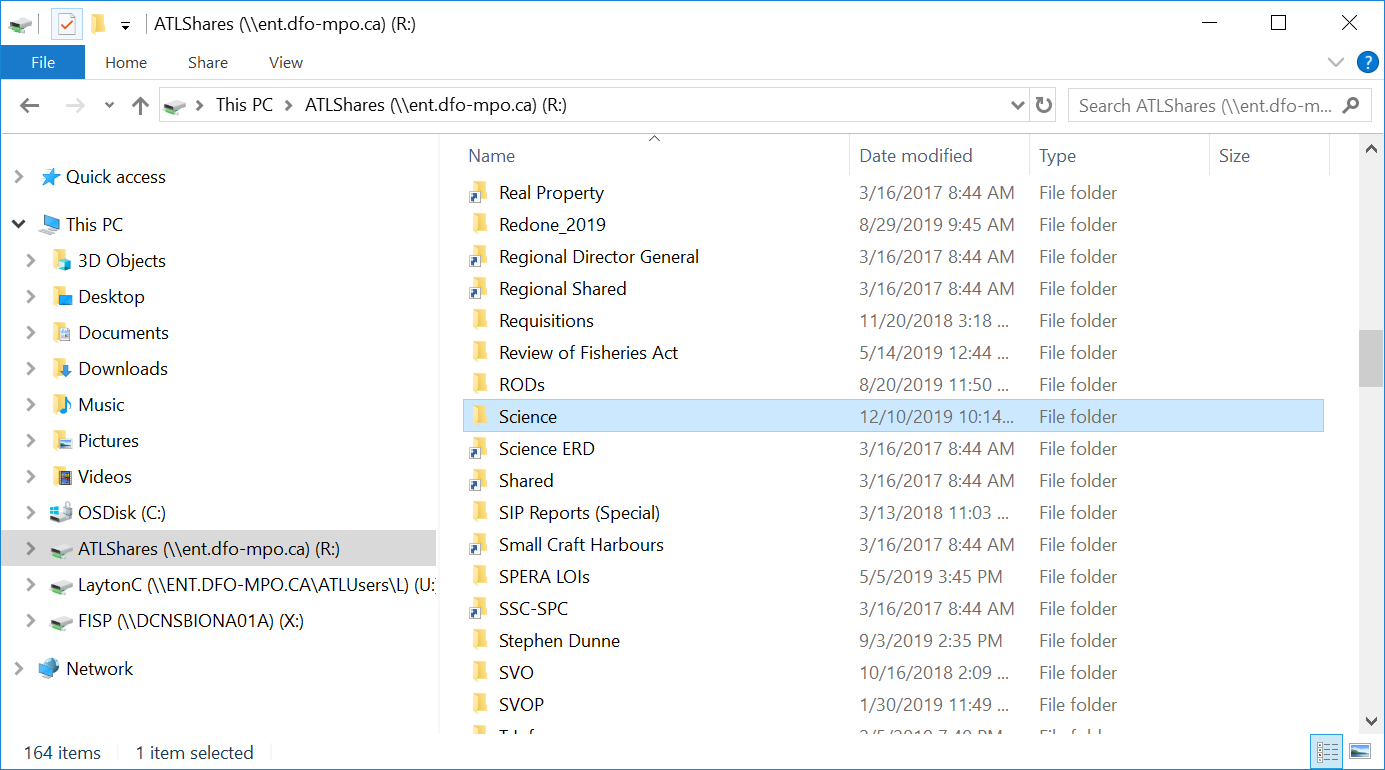 ATLShares (\\ent.dfo-mpo.ca) (R:)
File Home Share View ?
This PC ATLShares (\\ent.dfo-mpo.ca) (R:) Search ATLShares (\\ent.dfo-m...
Quick access
This PC
3D Objects
Desktop
Documents
Downloads
Music
Pictures
Videos
OSDisk (C:)
ATLShares (\\ent.dfo-mpo.ca) (R:)
LaytonC (\\ENT.DFO-MPO.CA\ATLUsers\L) (U:
FISP (\\DCNSBIONA01A) (X:)
Network
Name Date modified Type Size
Real Property 3/16/2017 8:44 AM File folder
Redone_2019 8/29/2019 9:45 AM File folder
Regional Director General 3/16/2017 8:44 AM File folder
Regional Shared 3/16/2017 8:44 AM File folder
Requisitions 11/20/2018 3:18 ... File folder
Review of Fisheries Act 5/14/2019 12:44 ... File folder
RODs 8/20/2019 11:50 ... File folder
Science 12/10/2019 10:14... File folder
Science ERD 3/16/2017 8:44 AM File folder
Shared 3/16/2017 8:44 AM File folder
SIP Reports (Special) 3/13/2018 11:03 ... File folder
Small Craft Harbours 3/16/2017 8:44 AM File folder
SPERA LOIs 5/5/2019 3:45 PM File folder
SSC-SPC 3/16/2017 8:44 AM File folder
Stephen Dunne 9/3/2019 2:35 PM File folder
SVO 10/16/2018 2:09 ... File folder
SVOP 1/30/2019 11:49 ... File folder
164 items 1 item selected